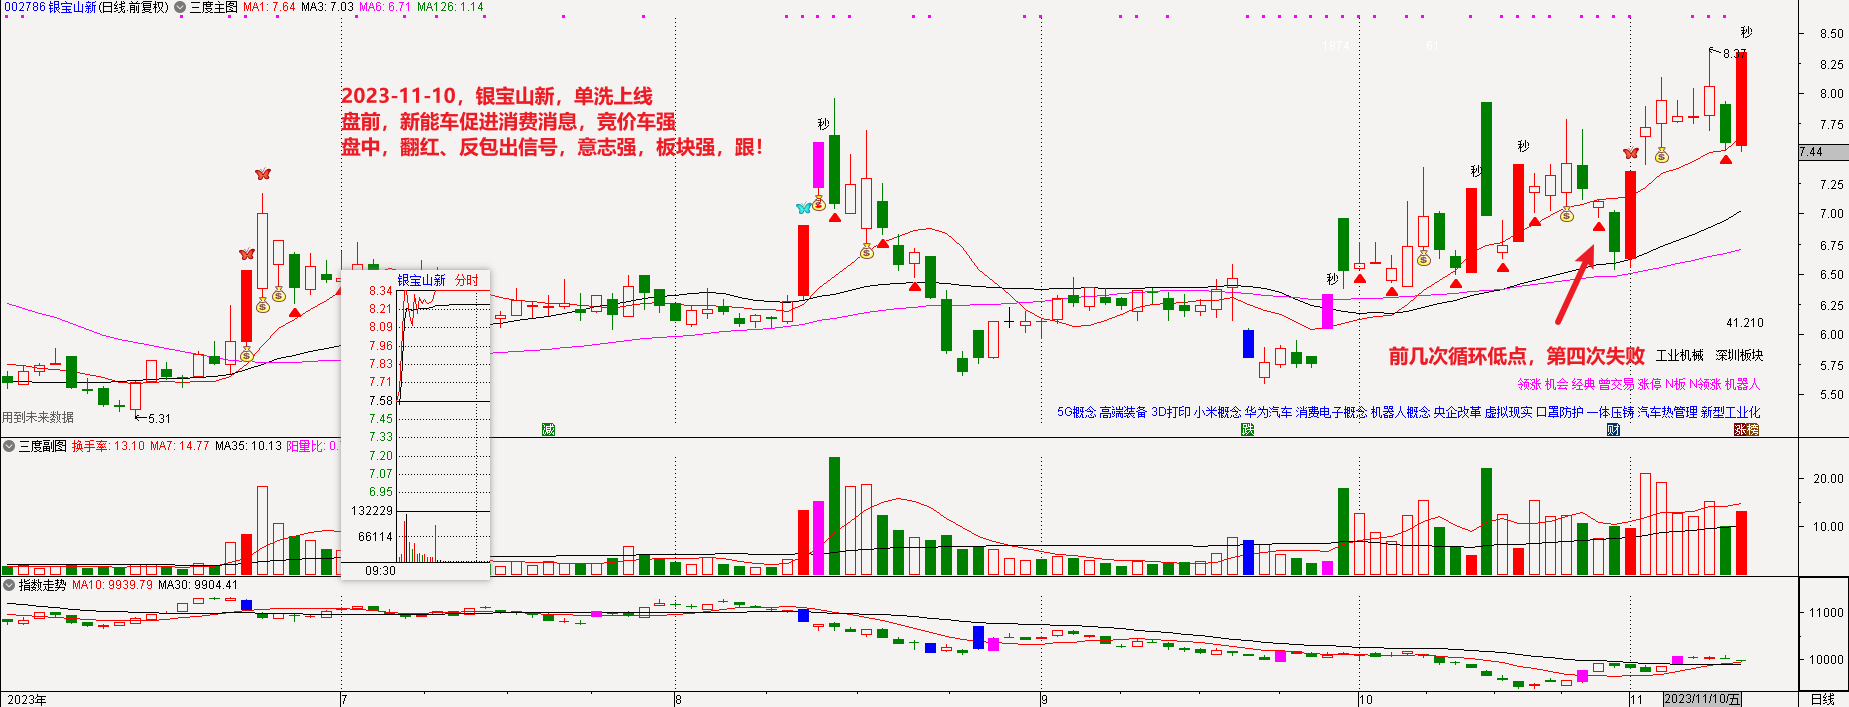 002786 银宝山新(日线.前复权) 三度主图 MA1: 7.64 MA3: 7.03 MA6: 6.71 MA126: 1.14
秒
8.50
8.37
8.25
1974 61
2023-11-10，银宝山新，单洗上线
盘前，新能车促进消费消息，竞价车强
盘中，翻红、反包出信号，意志强，板块强，跟！
8.00
7.75
7.44
7.25
7.00
6.75
6.50
6.25
6.00
5.75
5.50
秒
秒
秒
秒
银宝山新 分时
8.34
8.21
8.09
7.96
7.83
7.71
7.58
7.45
7.33
7.20
7.07
6.95
132229
66114
09:30
41.210
前几次循环低点，第四次失败
工业机械 深圳板块
领涨 机会 经典 曾交易 涨停 N板 N领涨 机器人
5G概念 高端装备 3D打印 小米概念 华为汽车 消费电子概念 机器人概念 央企改革 虚拟现实 口罩防护 一体压铸 汽车热管理 新型工业化
用到未来数据
5.31
减
跌
财
涨榜
三度副图 换手率: 13.10 MA7: 14.77 MA35: 10.13 阳量比: 0.
20.00
10.00
指数走势 MA10: 9939.79 MA30: 9904.41
11000
10000
2023年 7 8 9 10 11 2023/11/10/五 日线